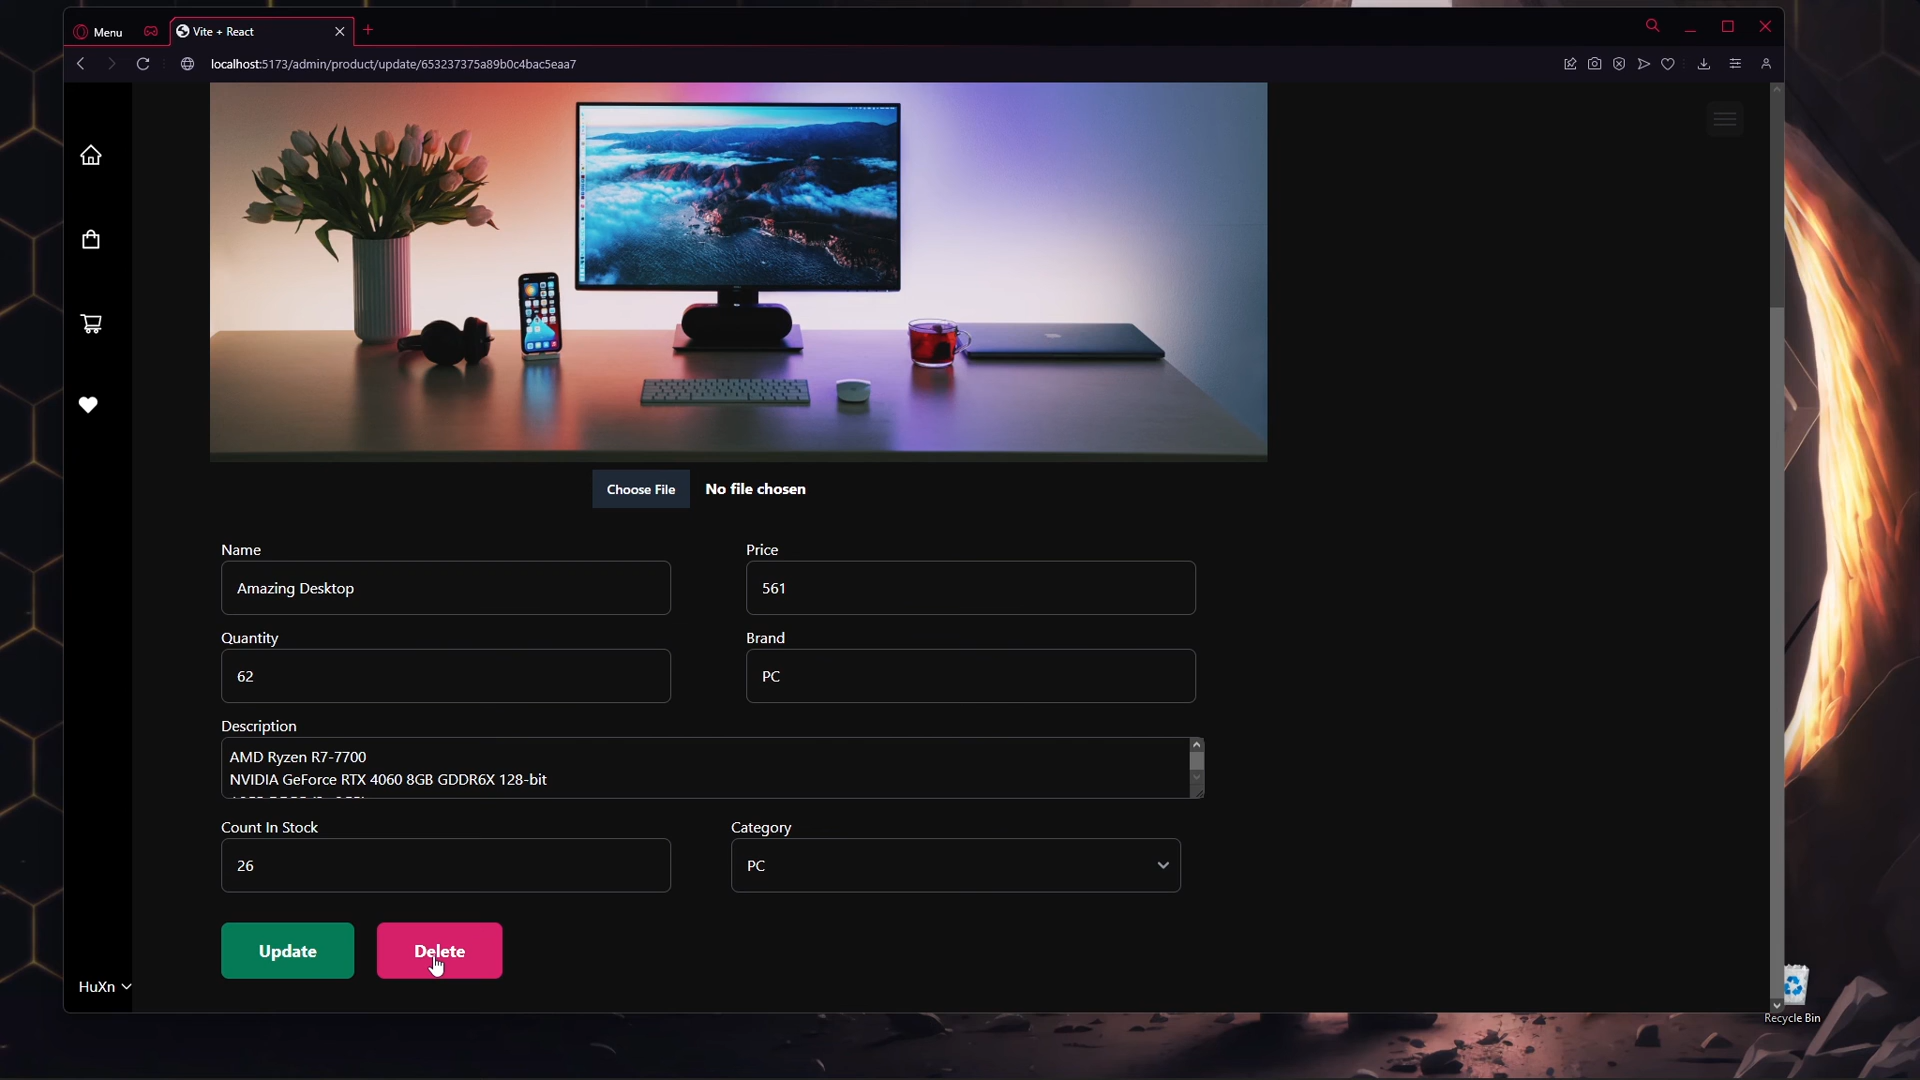 Menu
Vite + React
localhost:5173/admin/product/update/653237375a89b0c4bac5eaa7
Choose File
No file chosen
Name
Price
Amazing Desktop
561
Quantity
Brand
62
PC
Description
AMD Ryzen R7-7700
NVIDIA GeForce RTX 4060 8GB GDDR6X 128-bit
Count In Stock
Category
26
PC
Update
Delete
HuXn
Recycle Bin